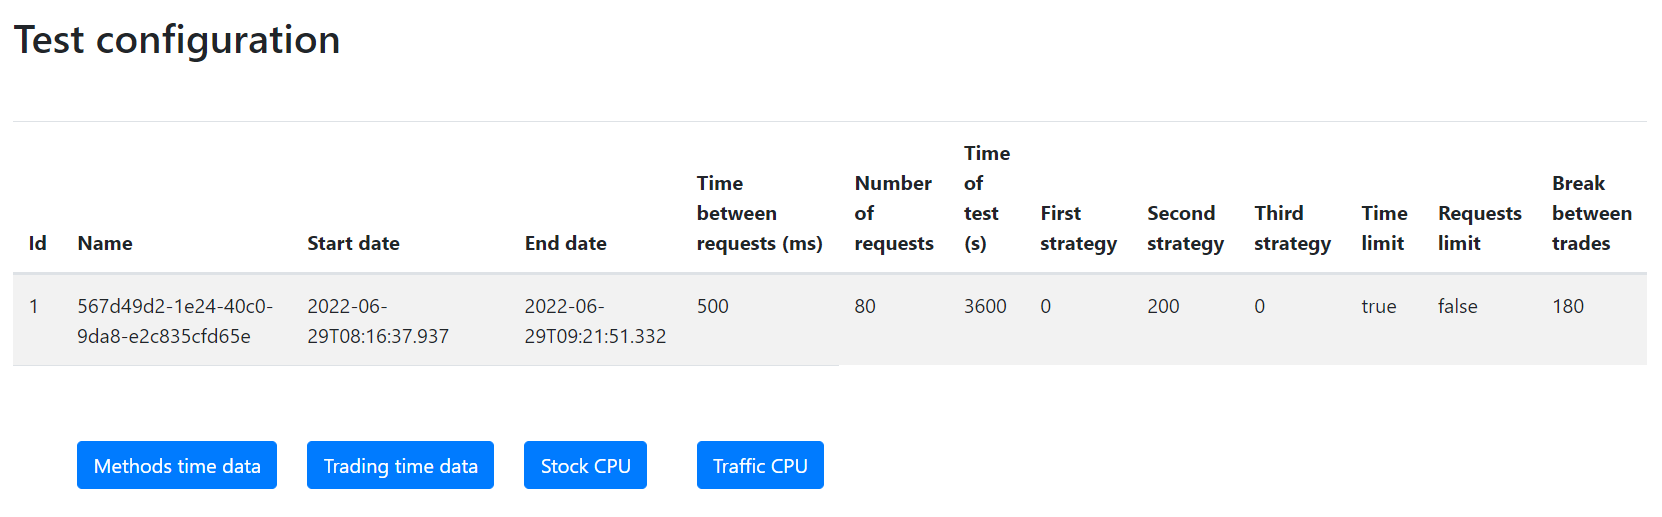 Test configuration
Id Name Start date End date Time between requests (ms) Number of requests Time of test (s) First strategy Second strategy Third strategy Time limit Requests limit Break between trades
1 567d49d2-1e24-40c0-9da8-e2c835cfd65e 2022-06-29T08:16:37.937 2022-06-29T09:21:51.332 500 80 3600 0 200 0 true false 180
Methods time data Trading time data Stock CPU Traffic CPU